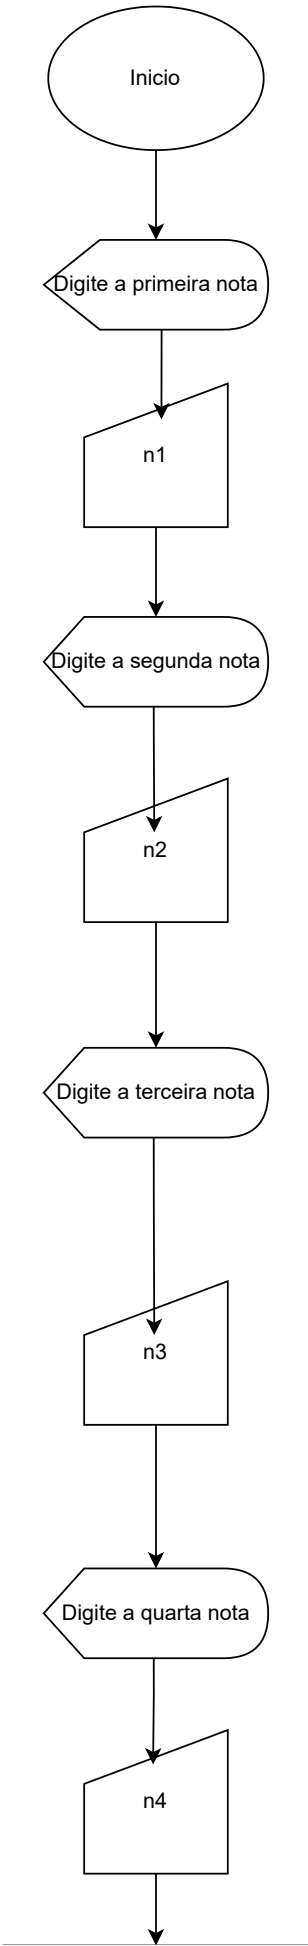 Inicio
Digite a primeira nota
n1
Digite a segunda nota
n2
Digite a terceira nota
n3
Digite a quarta nota
n4